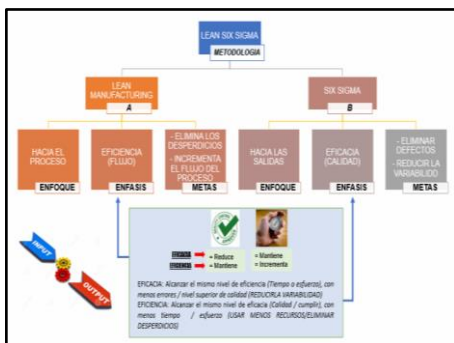 LEAN SIX SIGMA
METODOLOGIA
LEAN
MANUFACTURING
A
SIX SIGMA
B
HACIA EL
PROCESO
ENFOQUE
EFICIENCIA
(FLUJO)
ENFASIS
- ELIMINA LOS
DESPERDICIOS
- INCREMENTA
EL FLUJO DEL
PROCESO
METAS
HACIA LAS
SALIDAS
ENFOQUE
EFICACIA
(CALIDAD)
ENFASIS
- ELIMINAR
DEFECTOS
- REDUCIR LA
VARIABILIDO
METAS
INPUT
OUTPUT
= Reduce
= Mantiene
= Mantiene
= Incrementa
EFICACIA: Alcanzar el mismo nivel de eficiencia (Tiempo o esfuerzo), con
menos errores / nivel superior de calidad (REDUCIRLA VARIABILIDAD)
EFICIENCIA: Alcanzar el mismo nivel de eficacia (Calidad / cumplir), con
menos tiempo / esfuerzo (USAR MENOS RECURSOS/ELIMINAR
DESPERDICIOS)